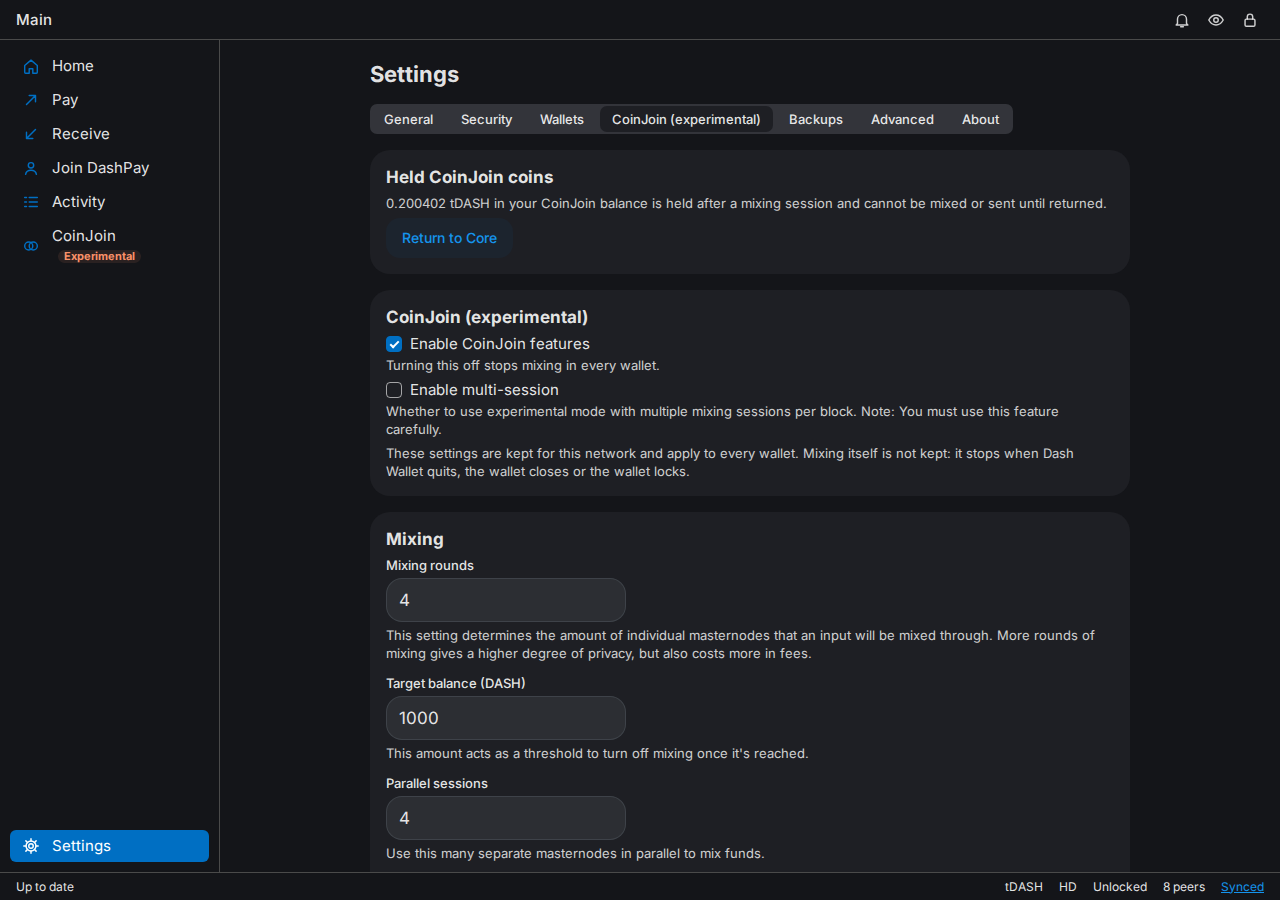 Main
Home
Pay
Receive
Join DashPay
Activity
CoinJoin
Experimental
Settings
Settings
General
Security
Wallets
CoinJoin (experimental)
Backups
Advanced
About
Held CoinJoin coins
0.200402 tDASH in your CoinJoin balance is held after a mixing session and cannot be mixed or sent until returned.
Return to Core
CoinJoin (experimental)
Enable CoinJoin features
Turning this off stops mixing in every wallet.
Enable multi-session
Whether to use experimental mode with multiple mixing sessions per block. Note: You must use this feature
carefully.
These settings are kept for this network and apply to every wallet. Mixing itself is not kept: it stops when Dash
Wallet quits, the wallet closes or the wallet locks.
Mixing
Mixing rounds
4
This setting determines the amount of individual masternodes that an input will be mixed through. More rounds of
mixing gives a higher degree of privacy, but also costs more in fees.
Target balance (DASH)
1000
This amount acts as a threshold to turn off mixing once it's reached.
Parallel sessions
4
Use this many separate masternodes in parallel to mix funds.
Up to date
tDASH
HD
Unlocked
8 peers
Synced